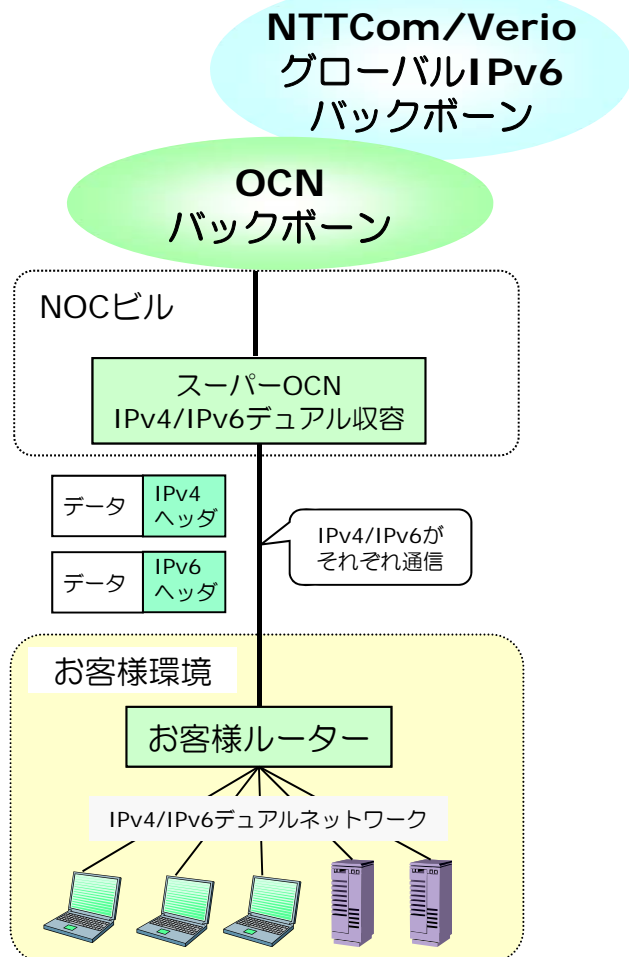 NTTCom/Verio
グローバルIPv6
バックボーン
OCN
バックボーン
NOCビル
スーパーOCN
IPv4/IPv6デュアル収容
データ
IPv4
ヘッダ
IPv4/IPv6が
それぞれ通信
データ
IPv6
ヘッダ
お客様環境
お客様ルーター
IPv4/IPv6デュアルネットワーク